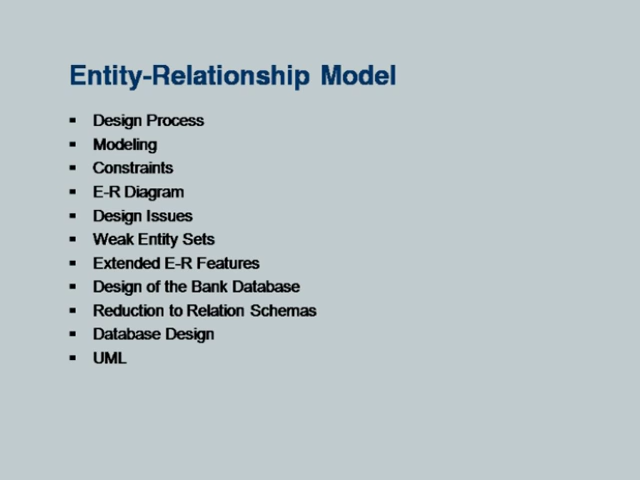 Entity-Relationship Model
▪ Design Process
▪ Modeling
▪ Constraints
▪ E-R Diagram
▪ Design Issues
▪ Weak Entity Sets
▪ Extended E-R Features
▪ Design of the Bank Database
▪ Reduction to Relation Schemas
▪ Database Design
▪ UML